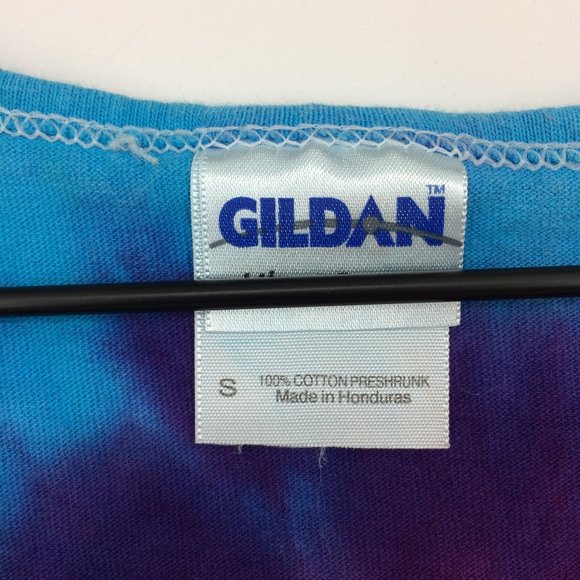 GILDAN™
S 100% COTTON PRESHRUNK
Made in Honduras